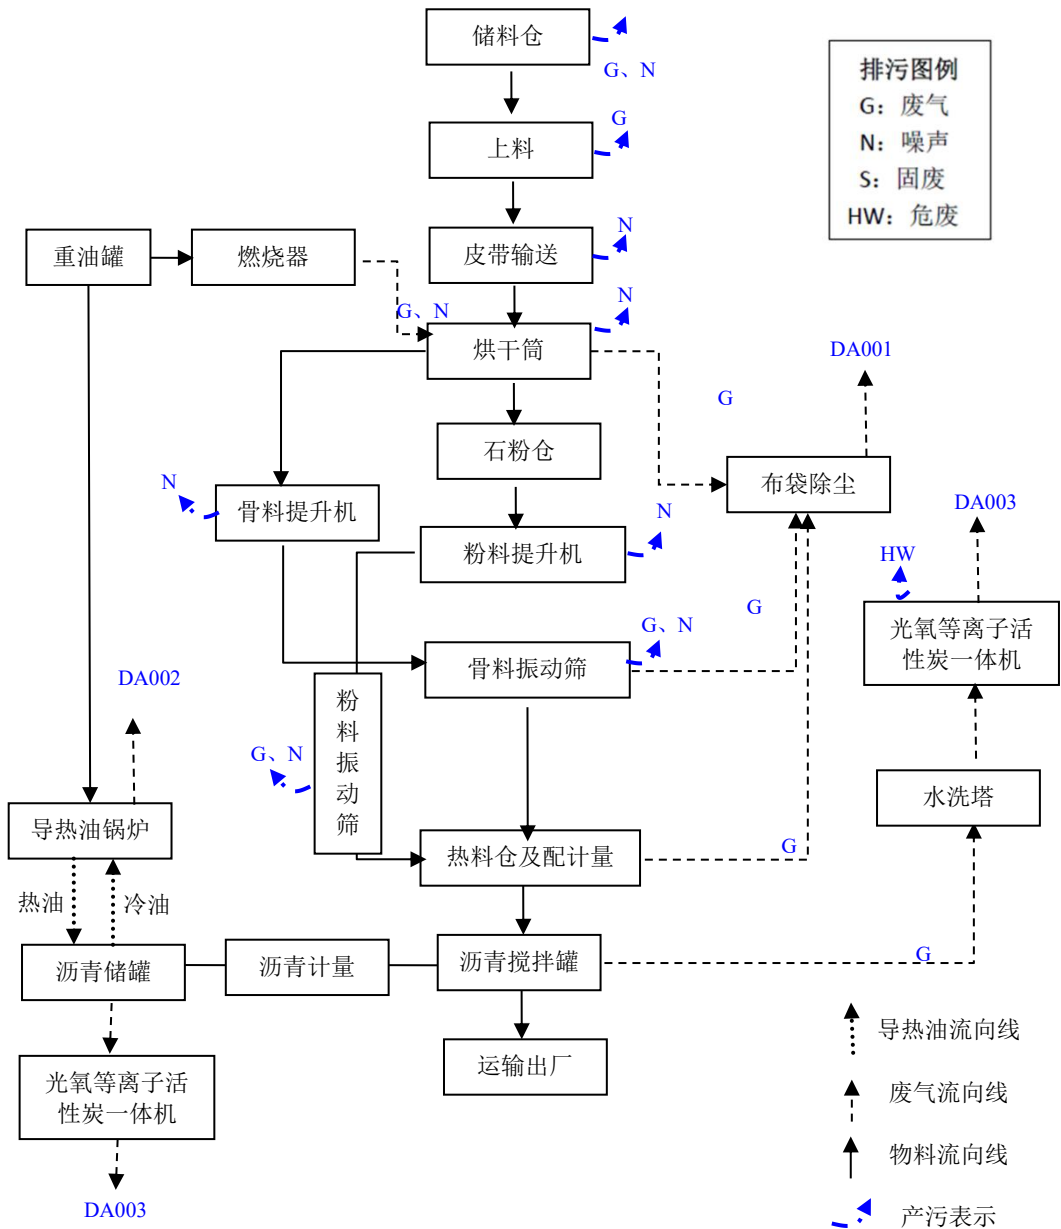 储料仓
G、N
排污图例
G：废气
N：噪声
S：固废
HW：危废
G
上料
N
重油罐
燃烧器
皮带输送
N
G、N
烘干筒
DA001
G
石粉仓
布袋除尘
N
骨料提升机
DA003
N
粉料提升机
HW
G
光氧等离子活
性炭一体机
G、N
骨料振动筛
DA002
粉
料
振
动
筛
G、N
水洗塔
导热油锅炉
热料仓及配计量
G
热油
冷油
沥青储罐
沥青计量
沥青搅拌罐
G
导热油流向线
运输出厂
光氧等离子活
性炭一体机
废气流向线
物料流向线
DA003
产污表示